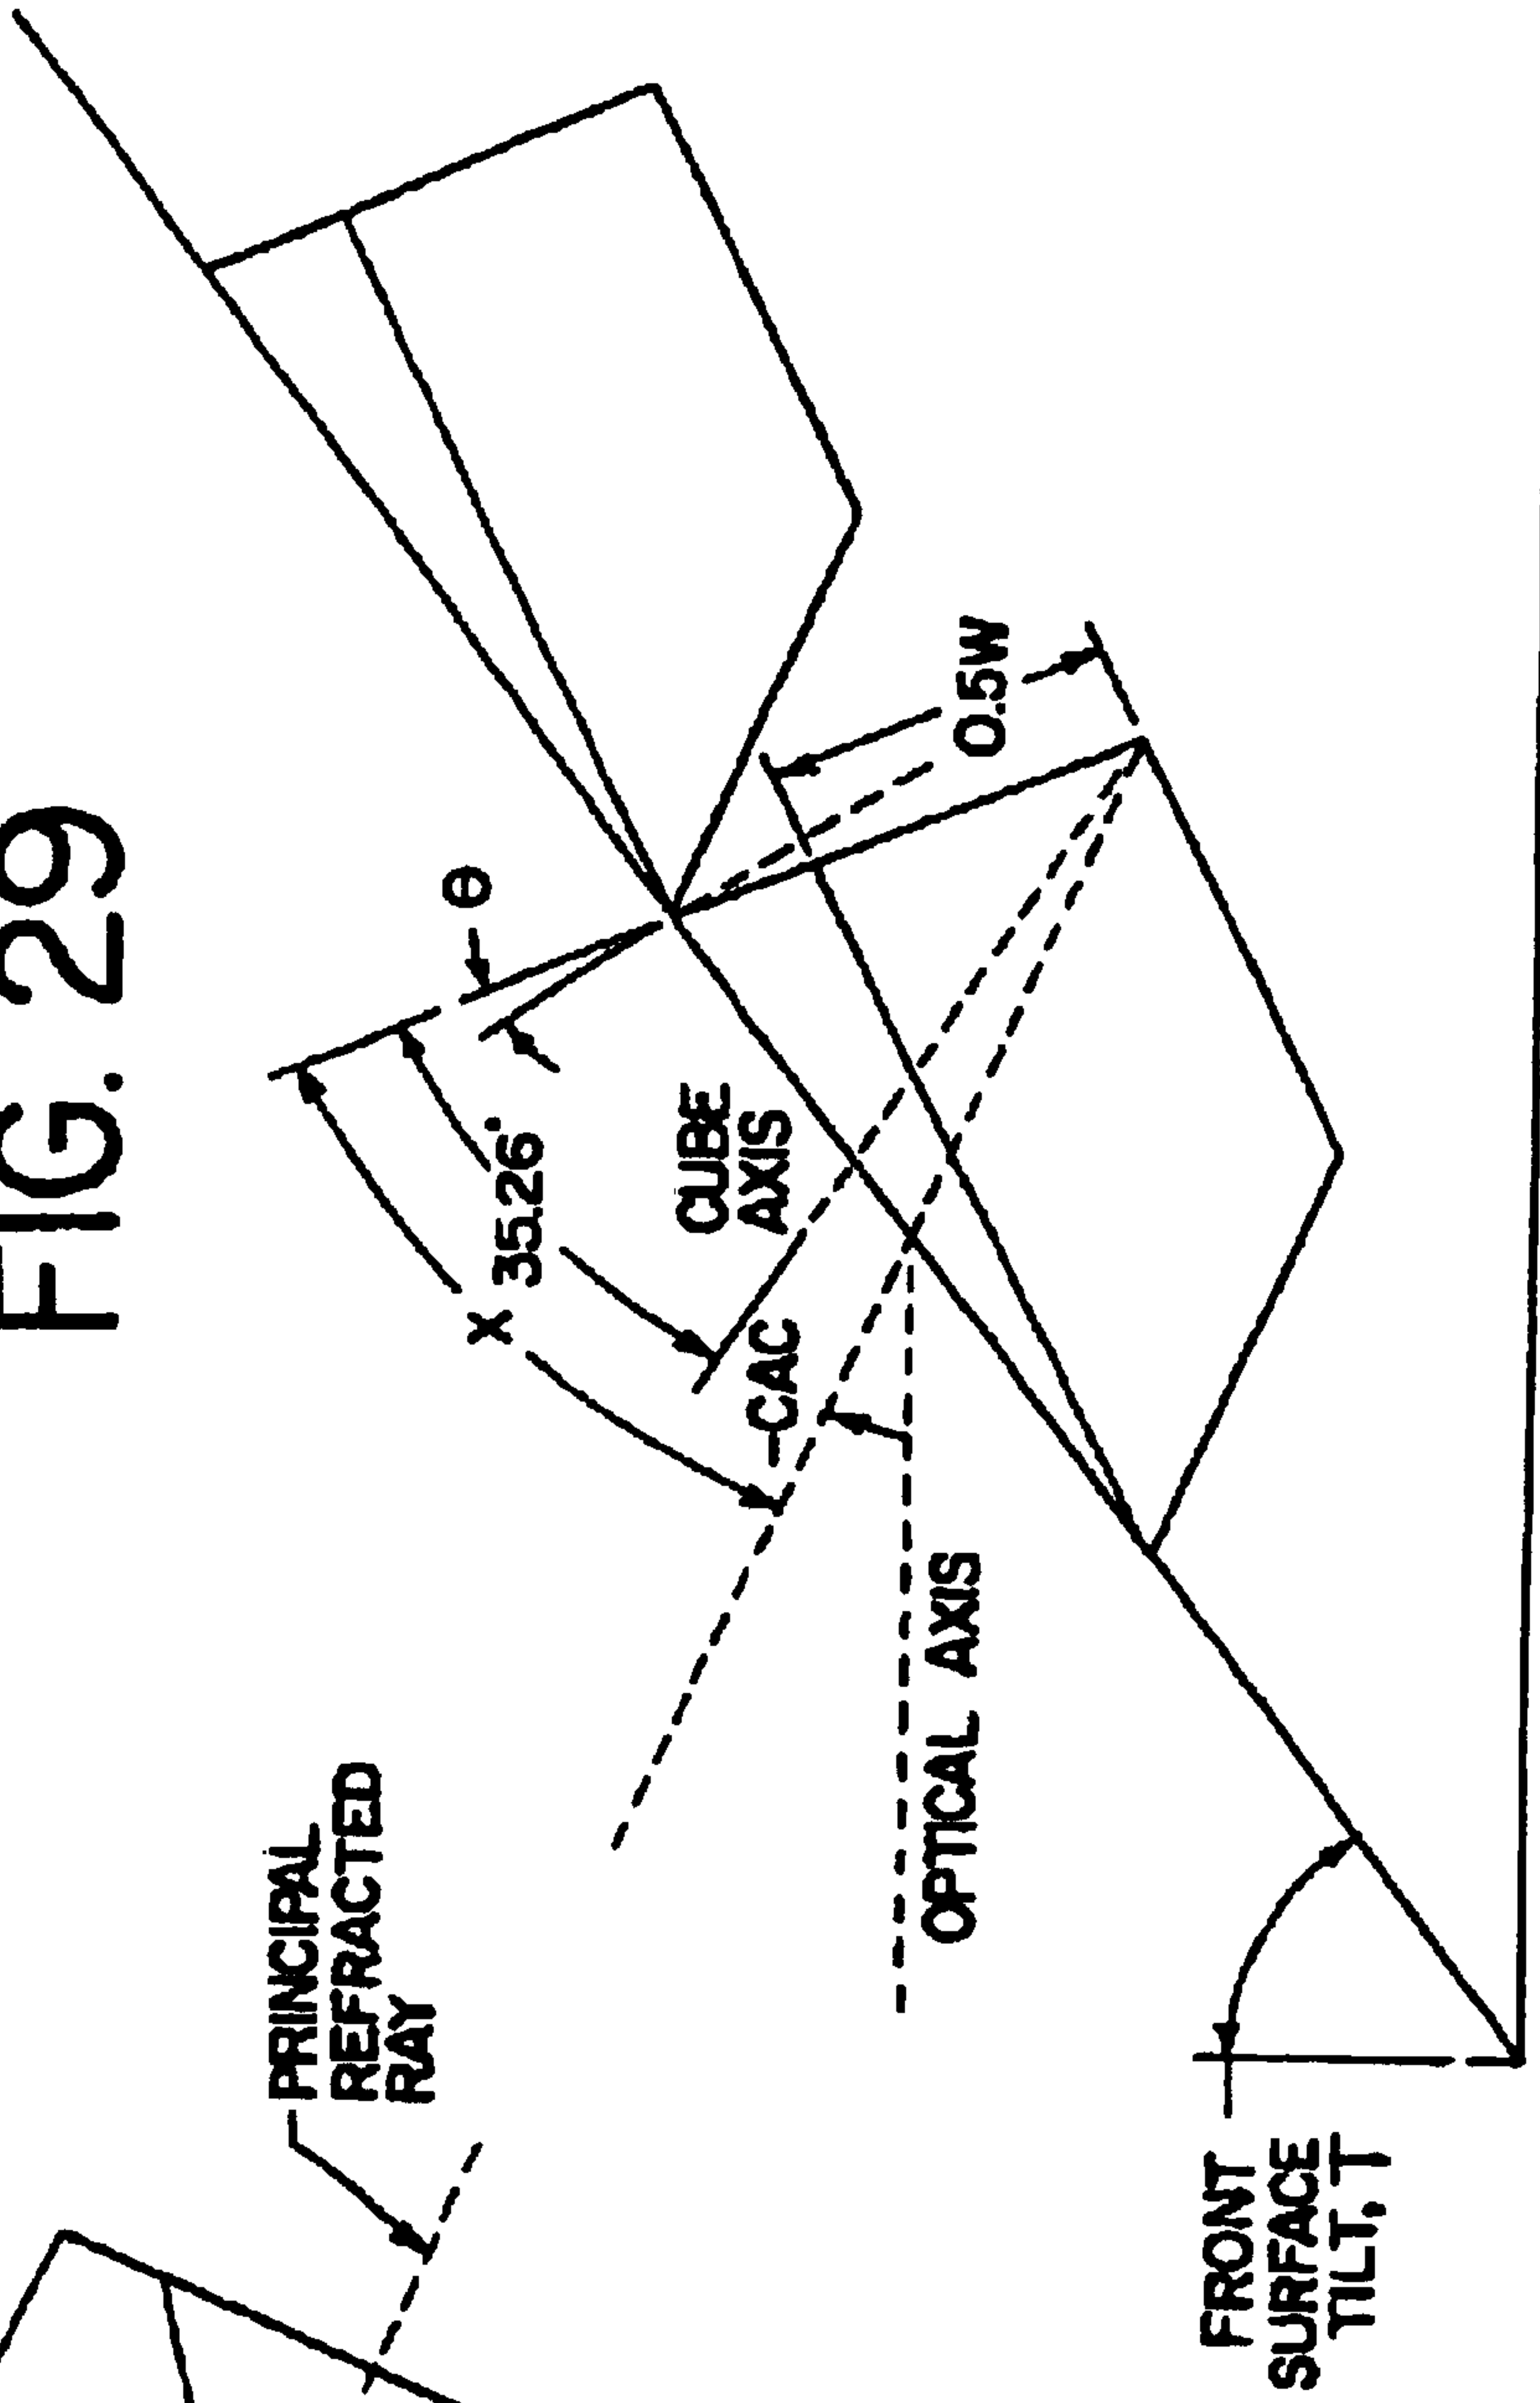 FIG. 29
PRINCIPAL
REFRACTED
RAY
θ
X
35.26°
CUBE
AXIS
CAC
0.5W
OPTICAL AXIS
FRONT
SURFACE
TILT, T